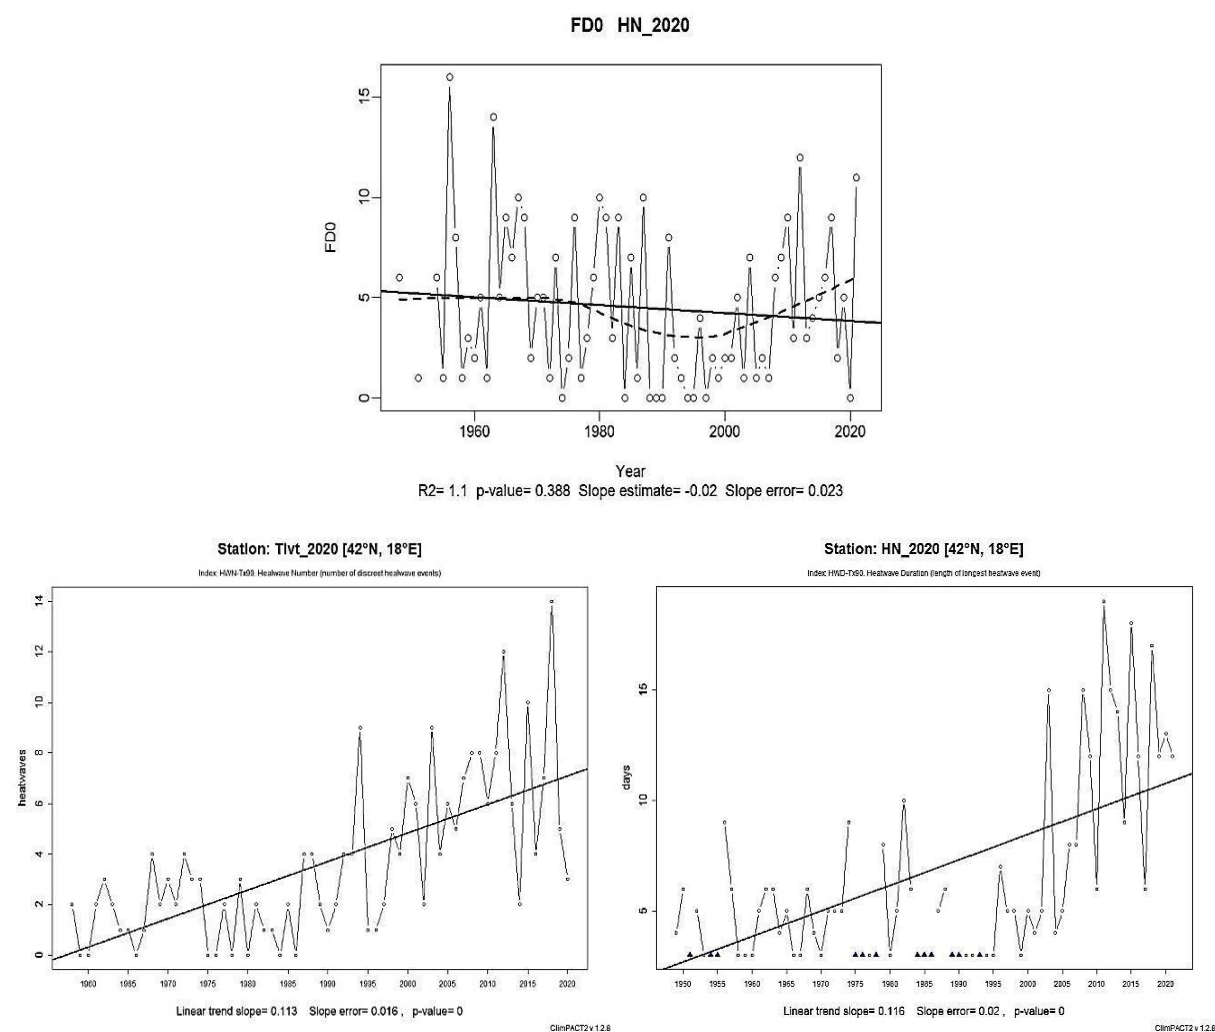 FD0 HN_2020
15
10
5
0
FD0
1960 1980 2000 2020
Year
R2= 1.1 p-value= 0.388 Slope estimate= -0.02 Slope error= 0.023
Station: Tivt_2020 [42°N, 18°E]
Index: HWN-Tx90. Heatwave Number (number of discreet heatwave events)
14
12
10
8
6
4
2
0
heatwaves
1960 1965 1970 1975 1980 1985 1990 1995 2000 2005 2010 2015 2020
Linear trend slope= 0.113 Slope error= 0.016 , p-value= 0
ClimPACT2 v 1.2.8
Station: HN_2020 [42°N, 18°E]
Index: HWD-Tx90. Heatwave Duration (length of longest heatwave event)
15
10
5
days
1950 1955 1960 1965 1970 1975 1980 1985 1990 1995 2000 2005 2010 2015 2020
Linear trend slope= 0.116 Slope error= 0.02 , p-value= 0
ClimPACT2 v 1.2.8